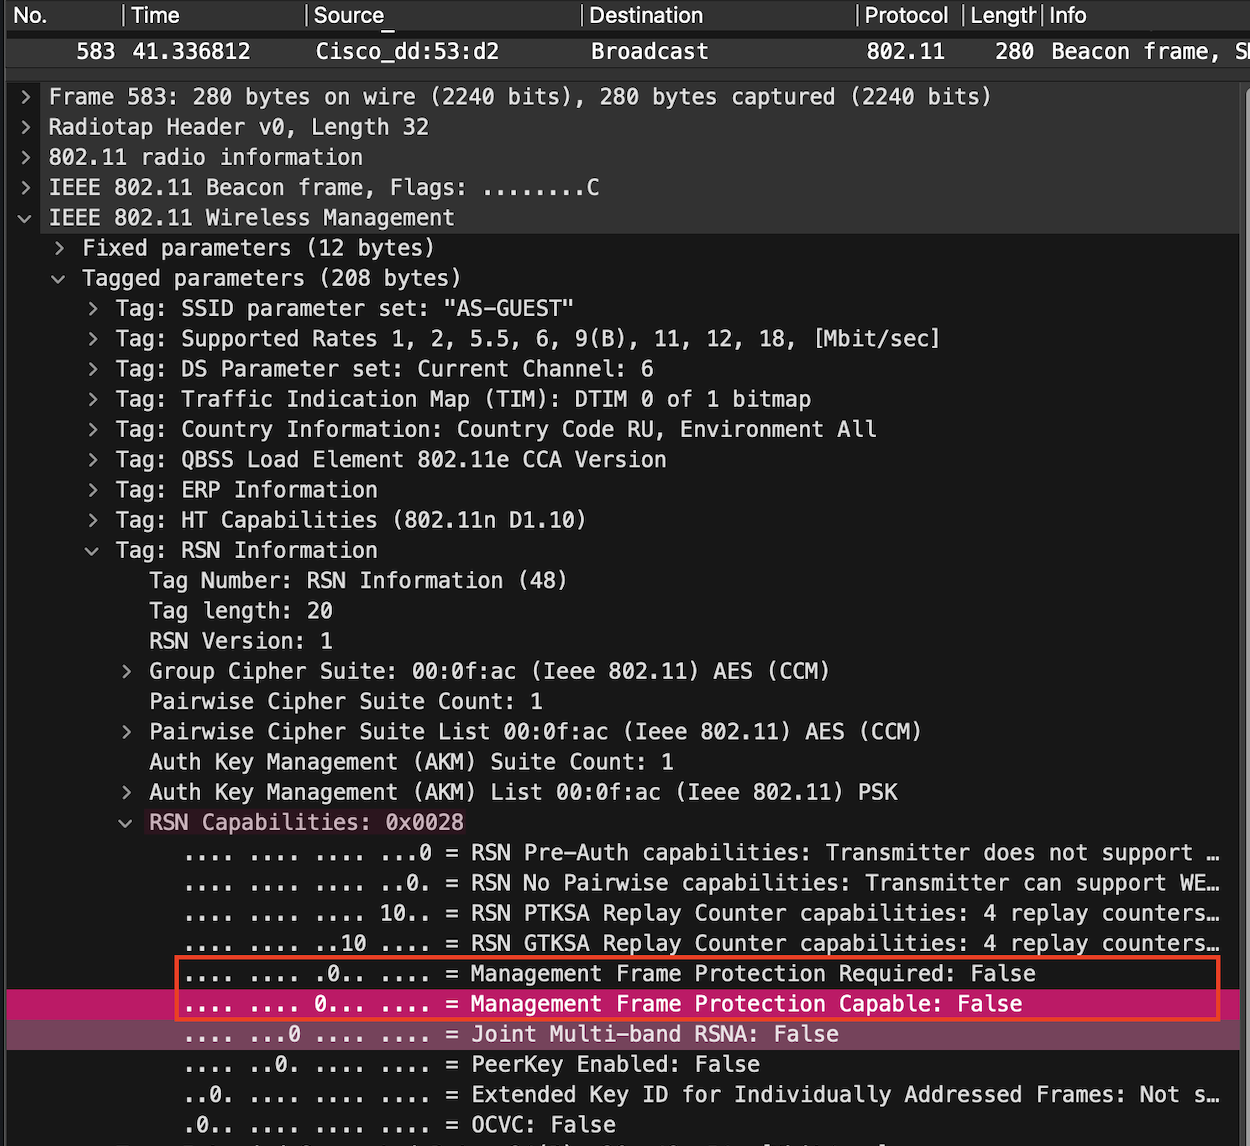 No. Time Source Destination Protocol Length Info
583 41.336812 Cisco_dd:53:d2 Broadcast 802.11 280 Beacon frame,
Frame 583: 280 bytes on wire (2240 bits), 280 bytes captured (2240 bits)
Radiotap Header v0, Length 32
802.11 radio information
IEEE 802.11 Beacon frame, Flags: ........C
IEEE 802.11 Wireless Management
Fixed parameters (12 bytes)
Tagged parameters (208 bytes)
Tag: SSID parameter set: "AS-GUEST"
Tag: Supported Rates 1, 2, 5.5, 6, 9(B), 11, 12, 18, [Mbit/sec]
Tag: DS Parameter set: Current Channel: 6
Tag: Traffic Indication Map (TIM): DTIM 0 of 1 bitmap
Tag: Country Information: Country Code RU, Environment All
Tag: QBSS Load Element 802.11e CCA Version
Tag: ERP Information
Tag: HT Capabilities (802.11n D1.10)
Tag: RSN Information
Tag Number: RSN Information (48)
Tag length: 20
RSN Version: 1
Group Cipher Suite: 00:0f:ac (Ieee 802.11) AES (CCM)
Pairwise Cipher Suite Count: 1
Pairwise Cipher Suite List 00:0f:ac (Ieee 802.11) AES (CCM)
Auth Key Management (AKM) Suite Count: 1
Auth Key Management (AKM) List 00:0f:ac (Ieee 802.11) PSK
RSN Capabilities: 0x0028
.... .... .... ...0 = RSN Pre-Auth capabilities: Transmitter does not support …
.... .... .... ..0. = RSN No Pairwise capabilities: Transmitter can support WE…
.... .... .... 10.. = RSN PTKSA Replay Counter capabilities: 4 replay counters…
.... .... ..10 .... = RSN GTKSA Replay Counter capabilities: 4 replay counters…
.... .... .0.. .... = Management Frame Protection Required: False
.... .... 0... .... = Management Frame Protection Capable: False
.... ...0 .... .... = Joint Multi-band RSNA: False
.... ..0. .... .... = PeerKey Enabled: False
..0. .... .... .... = Extended Key ID for Individually Addressed Frames: Not s…
.0.. .... .... .... = OCVC: False